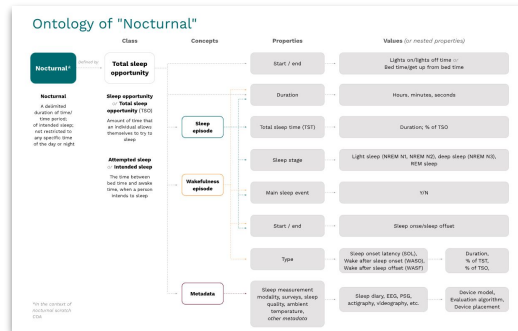 Ontology of "Nocturnal"
Class
Concepts
Properties
Values (or nested properties)
Nocturnal*
defined by
Total sleep
opportunity
Start / end
Lights on/lights off time or
Bed time/get up from bed time
Nocturnal
A delimited
duration of time/
time period;
of intended sleep;
not restricted to
any specific time
of the day or night
Sleep opportunity
or Total sleep
opportunity (TSO)
Amount of time that
an individual allows
themselves to try to
sleep
Attempted sleep
or Intended sleep
The time between
bed time and awake
time, when a person
intends to sleep
Duration
Hours, minutes, seconds
Sleep
episode
Total sleep time (TST)
Duration; % of TSO
Sleep stage
Light sleep (NREM N1, NREM N2), deep sleep (NREM N3),
REM sleep
Wakefulness
episode
Main sleep event
Y/N
Start / end
Sleep onse/sleep offset
Type
Sleep onset latency (SOL),
Wake after sleep onset (WASO),
Wake after sleep offset (WASF)
Duration,
% of TST,
% of TSO,
Metadata
Sleep measurement
modality, surveys, sleep
quality, ambient
temperature,
other metadata
Sleep diary, EEG, PSG,
actigraphy, videography, etc.
Device model,
Evaluation algorithm,
Device placement
*In the context of
nocturnal scratch
COA